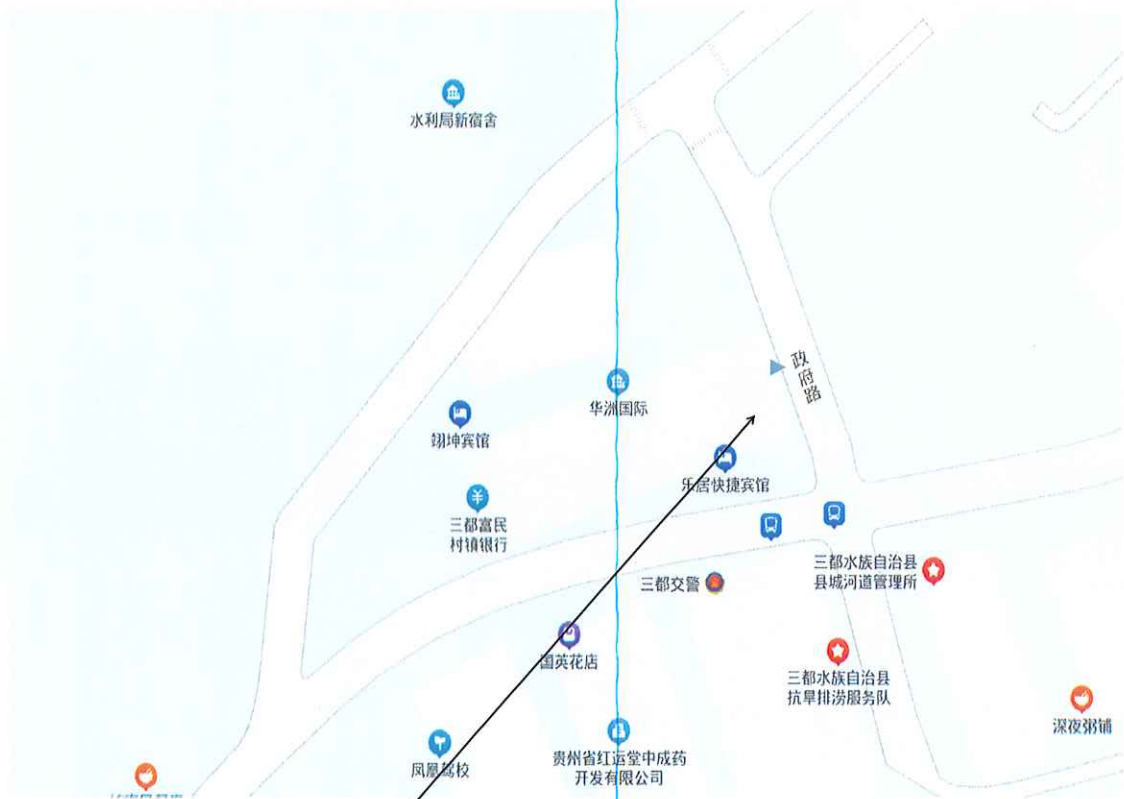 水利局新宿舍
政府路
华洲国际
翊坤宾馆
乐居快捷宾馆
三都富民
村镇银行
三都交警
三都水族自治县
县城河道管理所
国英花店
三都水族自治县
抗旱排涝服务队
深夜粥铺
凤凰驾校
贵州省红运堂中成药
开发有限公司